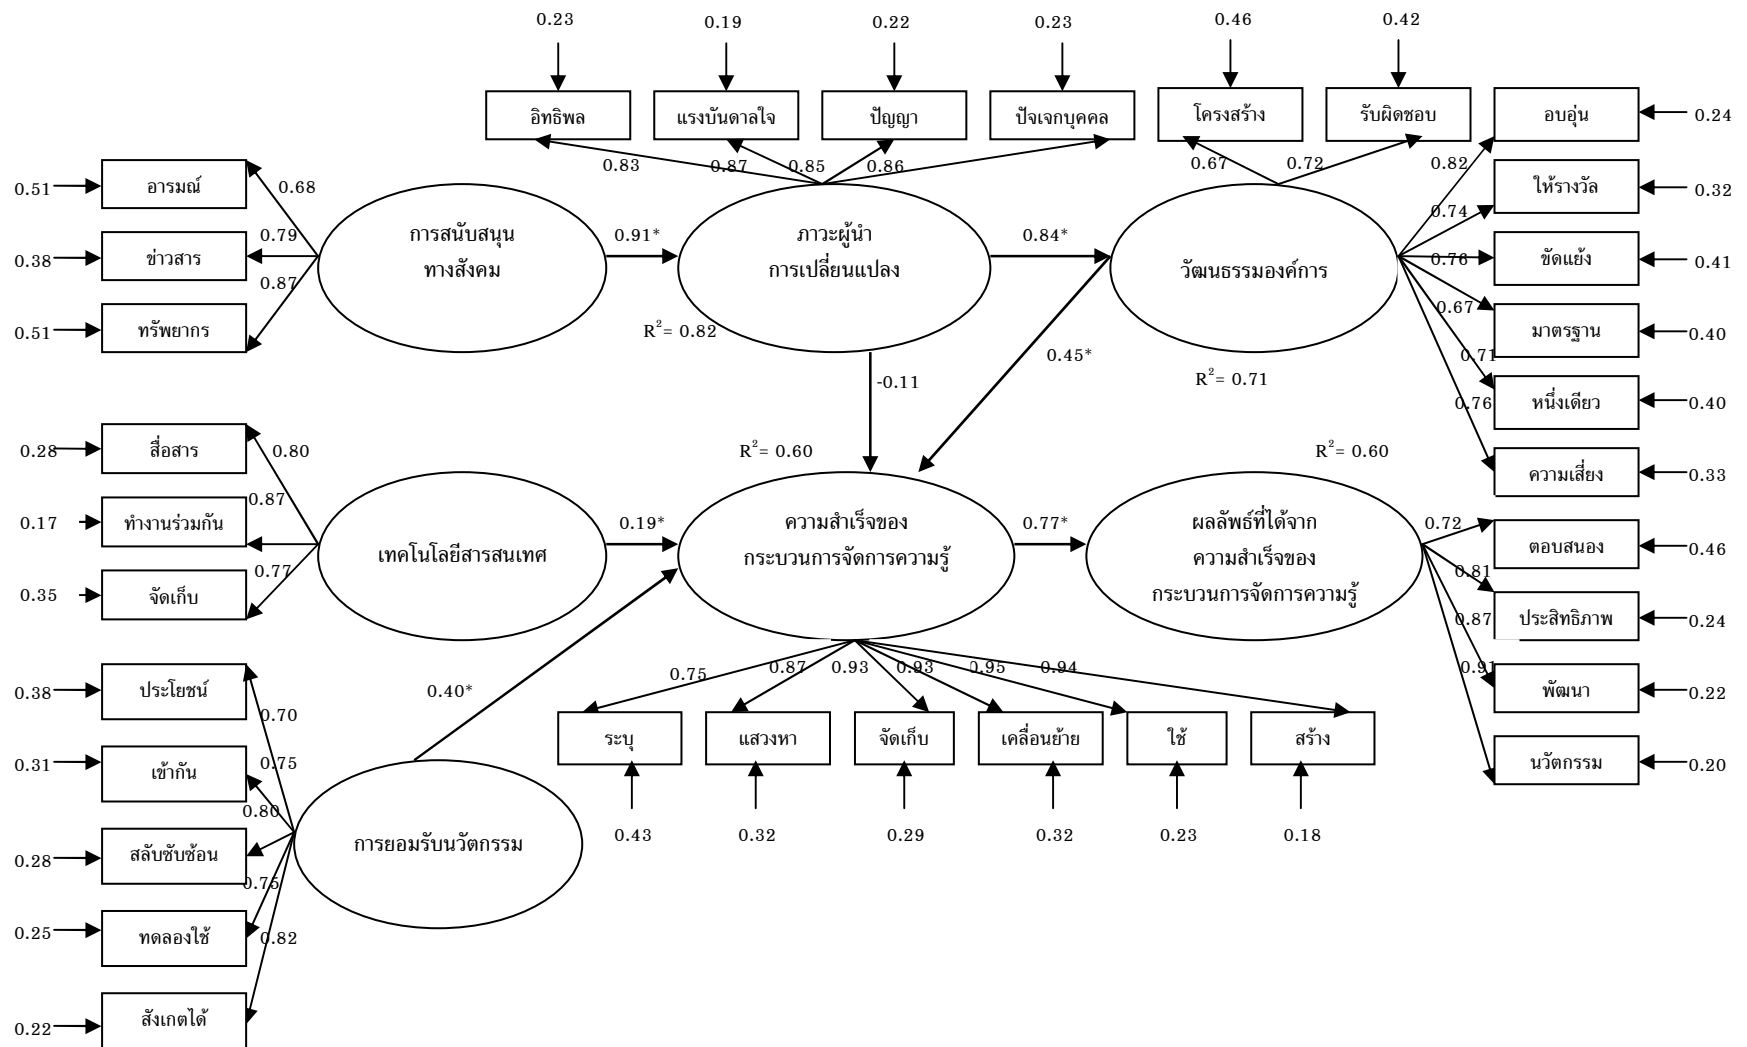 0.23
0.19
0.22
0.23
0.46
0.42
อิทธิพล
แรงบันดาลใจ
ปัญญา
ปัจเจกบุคคล
โครงสร้าง
รับผิดชอบ
อบอุ่น
0.24
0.83
0.87
0.85
0.86
0.67
0.72
0.82
0.51
อารมณ์
0.68
ให้รางวัล
0.32
0.74
0.38
ข่าวสาร
0.79
การสนับสนุน
ทางสังคม
0.91*
ภาวะผู้นำ
การเปลี่ยนแปลง
0.84*
วัฒนธรรมองค์การ
0.76
ขัดแย้ง
0.41
0.87
0.51
ทรัพยากร
R²= 0.82
0.67
มาตรฐาน
0.40
0.45*
0.71
-0.11
R²= 0.71
0.76
หนึ่งเดียว
0.40
0.28
สื่อสาร
0.80
R²= 0.60
R²= 0.60
ความเสี่ยง
0.33
0.87
0.17
ทำงานร่วมกัน
เทคโนโลยีสารสนเทศ
0.19*
ความสำเร็จของ
กระบวนการจัดการความรู้
0.77*
ผลลัพธ์ที่ได้จาก
ความสำเร็จของ
กระบวนการจัดการความรู้
0.72
ตอบสนอง
0.46
0.77
0.35
จัดเก็บ
0.81
ประสิทธิภาพ
0.24
0.87
0.38
ประโยชน์
0.70
0.40*
0.75
0.87
0.93
0.93
0.95
0.94
0.91
พัฒนา
0.22
ระบุ
แสวงหา
จัดเก็บ
เคลื่อนย้าย
ใช้
สร้าง
นวัตกรรม
0.20
0.31
เข้ากัน
0.75
0.80
0.43
0.32
0.29
0.32
0.23
0.18
0.28
สลับซับซ้อน
การยอมรับนวัตกรรม
0.75
0.25
ทดลองใช้
0.82
0.22
สังเกตได้